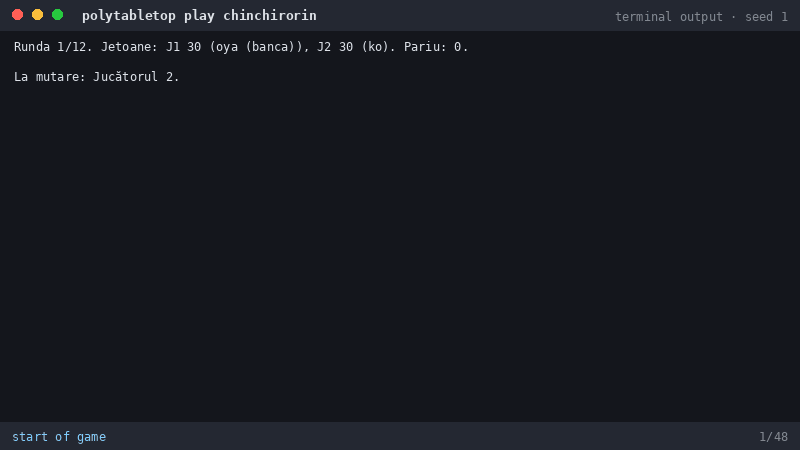 polytabletop play chinchirorin
terminal output · seed 1
Runda 1/12. Jetoane: J1 30 (oya (banca)), J2 30 (ko). Pariu: 0.
La mutare: Jucătorul 2.
start of game
1/48